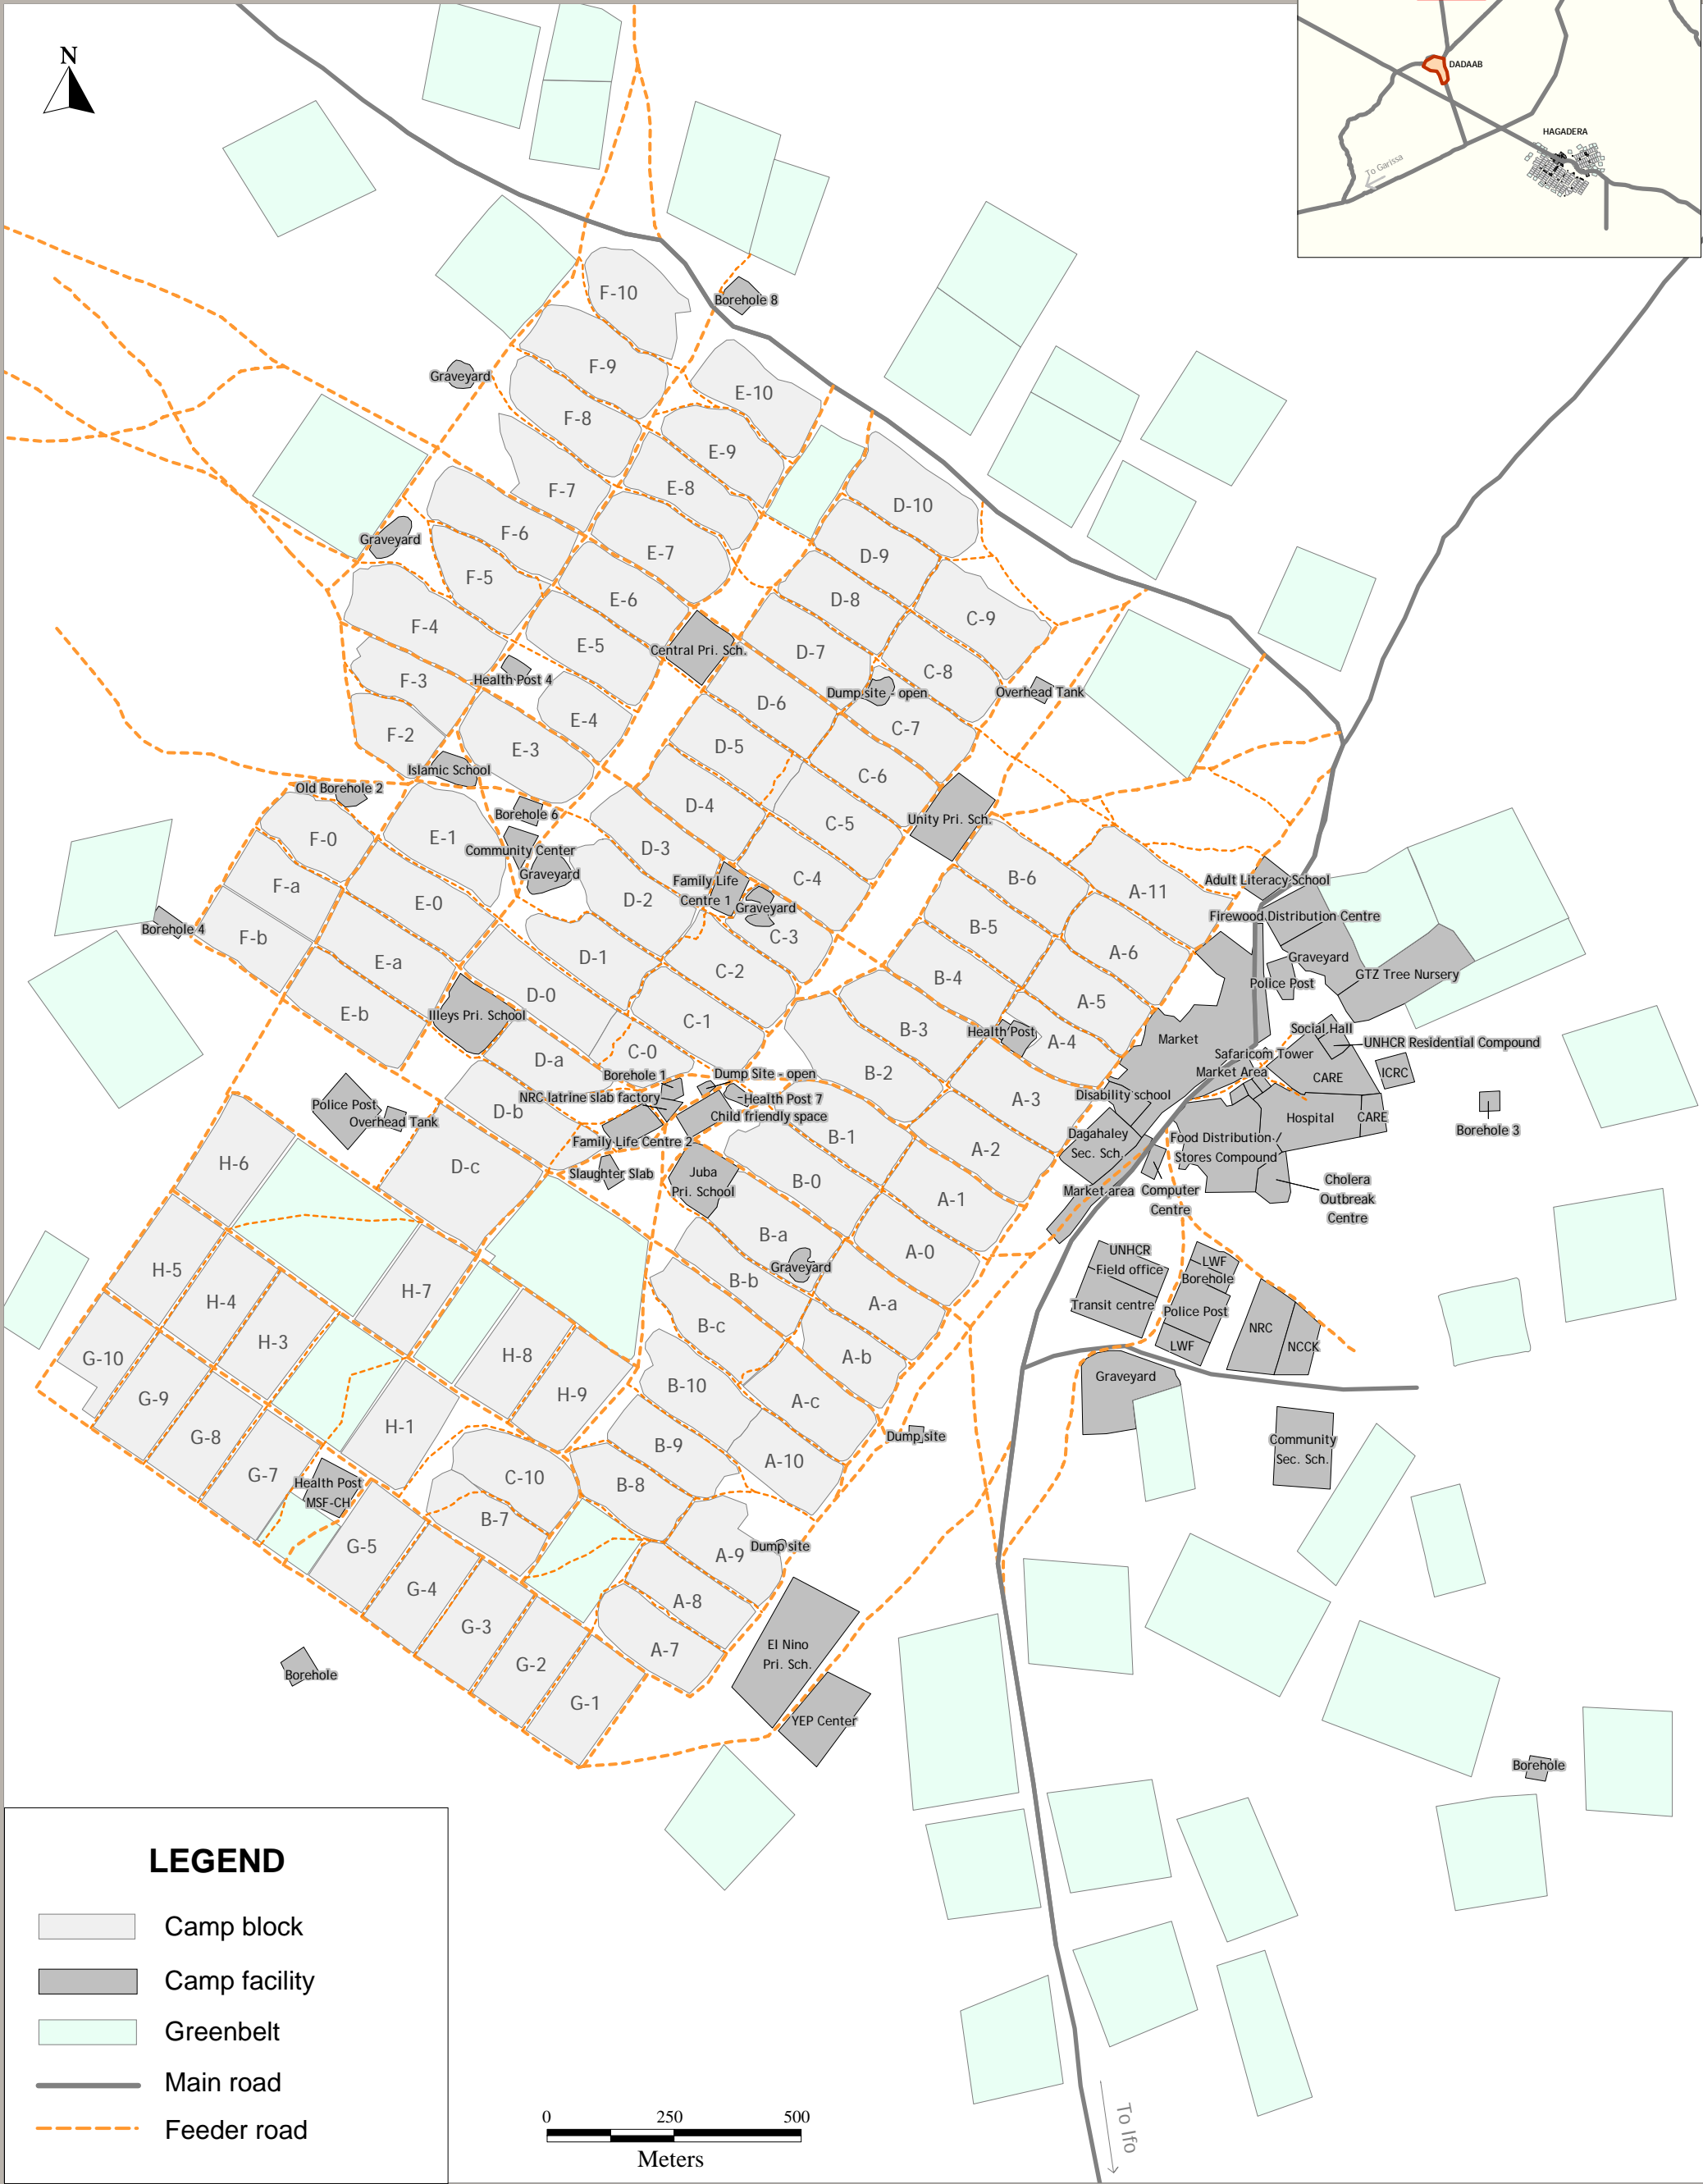 N
DADAAB
HAGADERA
To Garissa
F-10
Borehole 8
F-9
Graveyard
E-10
F-8
E-9
E-8
F-7
D-10
F-6
Graveyard
E-7
D-9
F-5
E-6
D-8
C-9
F-4
E-5
Central Pri. Sch.
D-7
C-8
F-3
Health Post 4
Dump site - open
Overhead Tank
D-6
E-4
F-2
E-3
D-5
C-7
Islamic School
C-6
Old Borehole 2
D-4
Borehole 6
Unity Pri. Sch.
C-5
F-0
E-1
Community Center
D-3
Graveyard
Family Life
Centre 1
C-4
B-6
A-11
Adult Literacy School
F-a
E-0
D-2
Graveyard
Firewood Distribution Centre
Borehole 4
F-b
C-3
B-5
E-a
D-1
C-2
A-6
Graveyard
GTZ Tree Nursery
B-4
Police Post
D-0
A-5
E-b
Illeys Pri. School
C-1
B-3
Health Post
A-4
Market
Social Hall
UNHCR Residential Compound
C-0
Safaricom Tower
D-a
Borehole 1
Dump Site - open
B-2
Market Area
CARE
ICRC
NRC latrine slab factory
Health Post 7
A-3
Disability school
Police Post
Overhead Tank
D-b
Child friendly space
Hospital
CARE
Borehole 3
Family Life Centre 2
B-1
Dagahaley
Sec. Sch.
Food Distribution
Stores Compound
H-6
D-c
Slaughter Slab
Juba
Pri. School
B-0
A-2
Market area
Computer
Centre
Cholera
Outbreak
Centre
A-1
B-a
A-0
H-5
Graveyard
UNHCR
Field office
LWF
Borehole
H-7
B-b
H-4
A-a
Transit centre
Police Post
H-3
B-c
NRC
H-8
LWF
NCCK
G-10
A-b
Graveyard
G-9
H-9
B-10
A-c
H-1
G-8
B-9
Dump site
Community
Sec. Sch.
G-7
Health Post
MSF-CH
C-10
B-8
A-10
B-7
G-5
A-9
Dump site
G-4
A-8
G-3
A-7
El Nino
Pri. Sch.
Borehole
G-2
G-1
YEP Center
Borehole
LEGEND
Camp block
Camp facility
Greenbelt
Main road
Feeder road
0 250 500
Meters
To Ifo